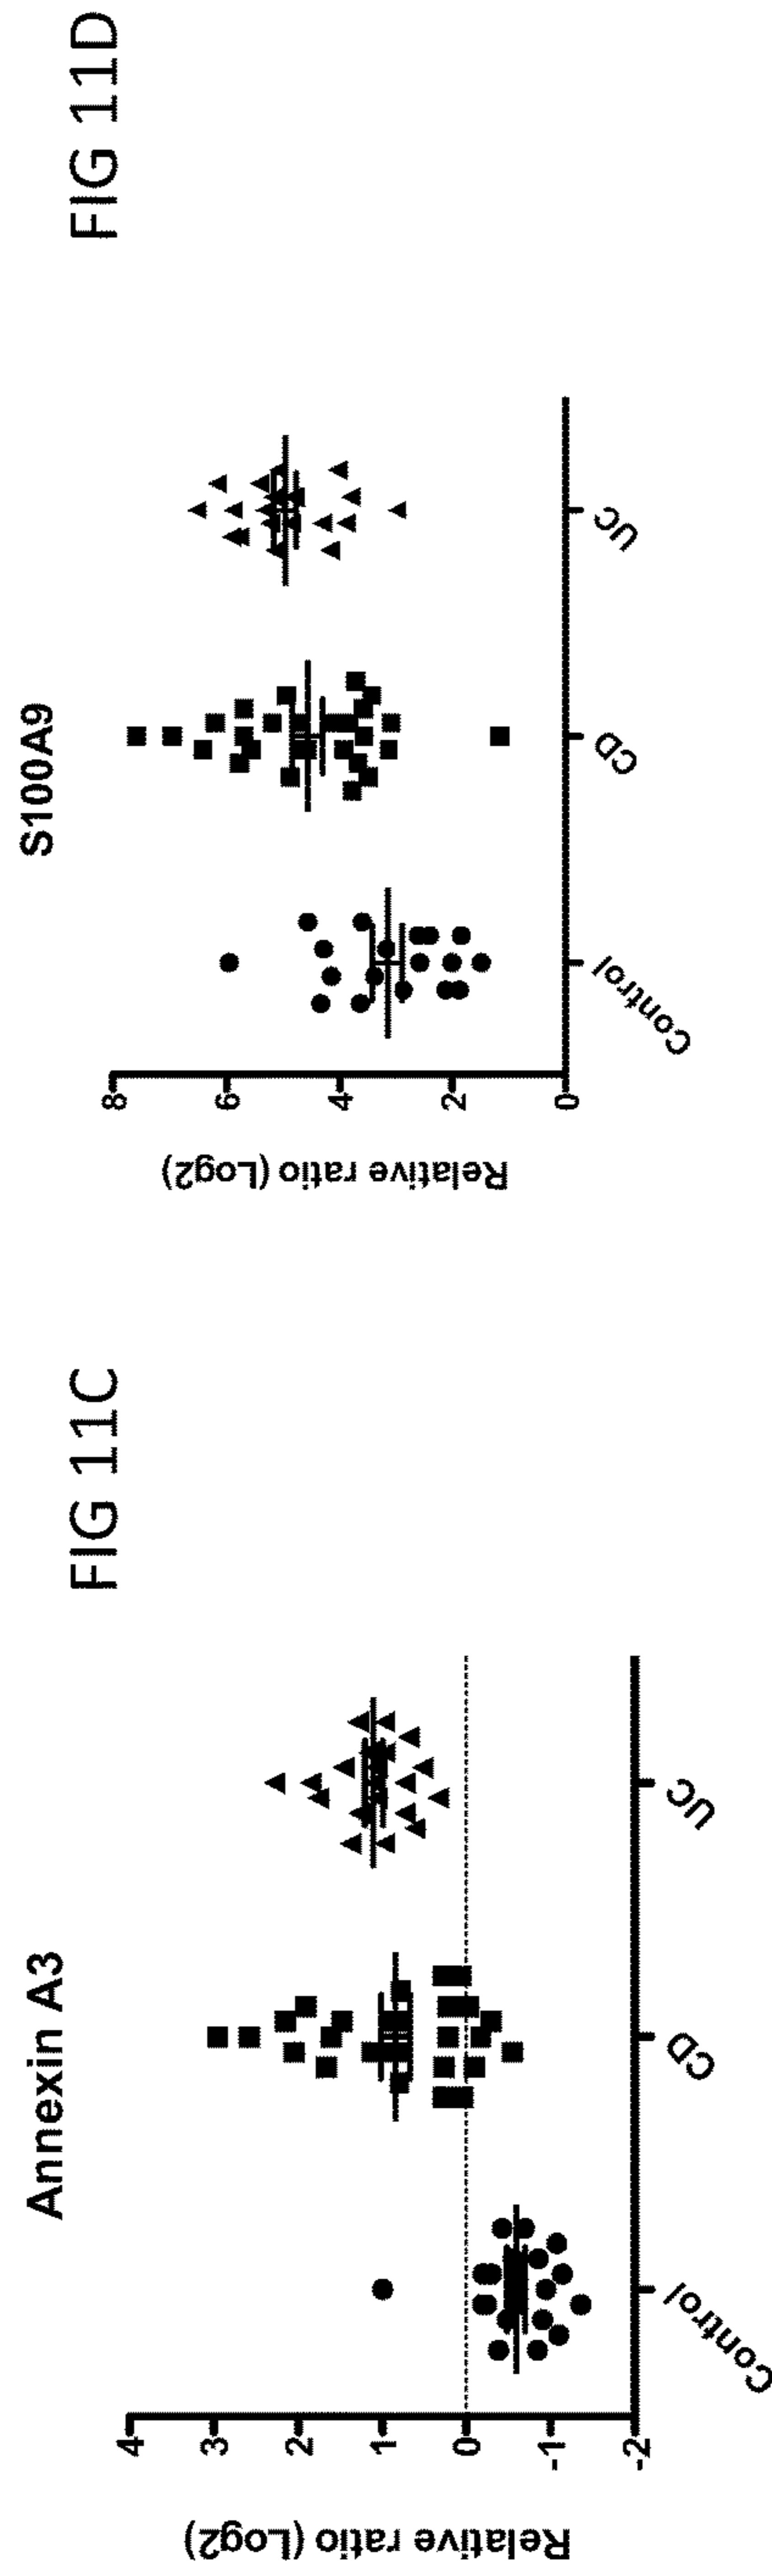 FIG 11C
Annexin A3
Relative ratio (Log2)
4
3
2
1
0
-1
-2
Control
CD
UC
FIG 11D
S100A9
Relative ratio (Log2)
8
6
4
2
0
Control
CD
UC